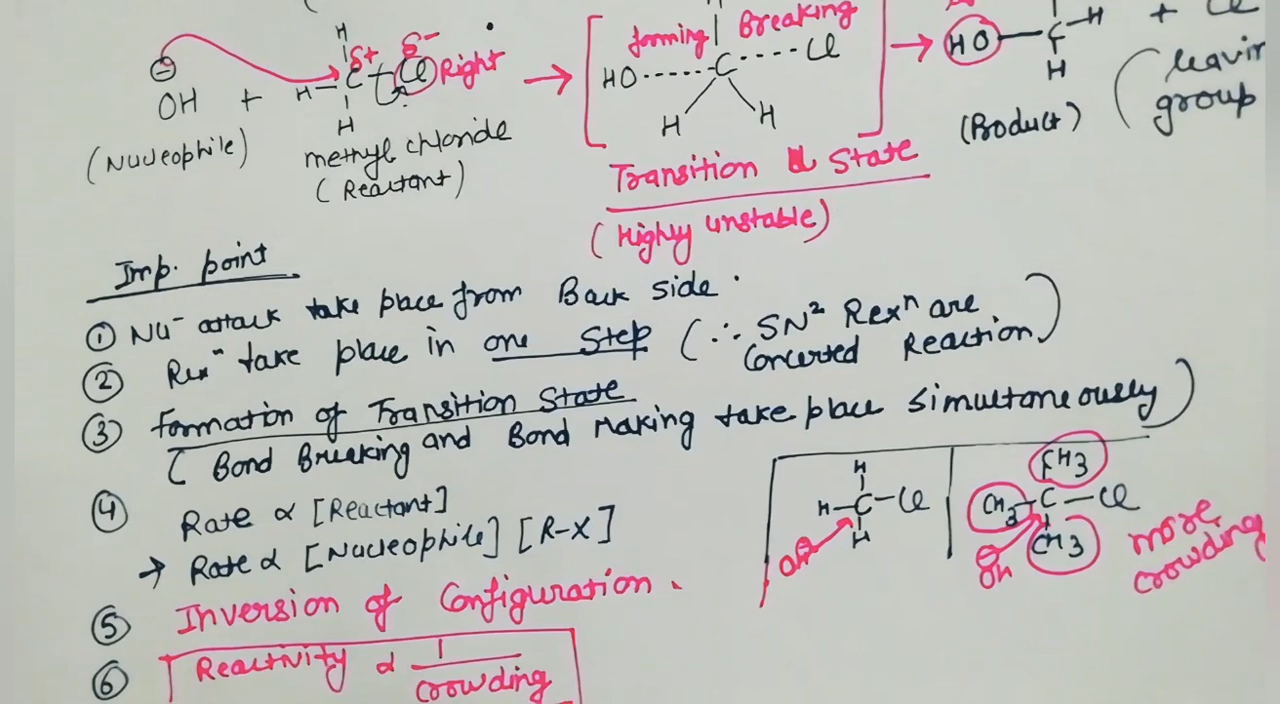 H
δ+ δ-
⊖ H-C-Cl Right
OH +
H
(Nucleophile)
methyl chloride
(Reactant)
forming Breaking
HO------C----Cl
H H
Transition State
(Highly unstable)
HO-C-H + Cl
H
(Product)
(leavin
group
Imp. point
① Nu⁻ attack take place from Back side.
② Rexⁿ take place in one Step (∴ SN² Rexⁿ are
Concerted Reaction)
③ Formation of Transition State
(Bond Breaking and Bond Making take place simultaneously)
④ Rate ∝ [Reactant]
→ Rate ∝ [Nucleophile] [R-X]
⑤ Inversion of Configuration.
⑥ Reactivity ∝ 1
crowding
H
H-C-Cl
H
OH
CH3
CH3-C-Cl
CH3
OH
more
crowding